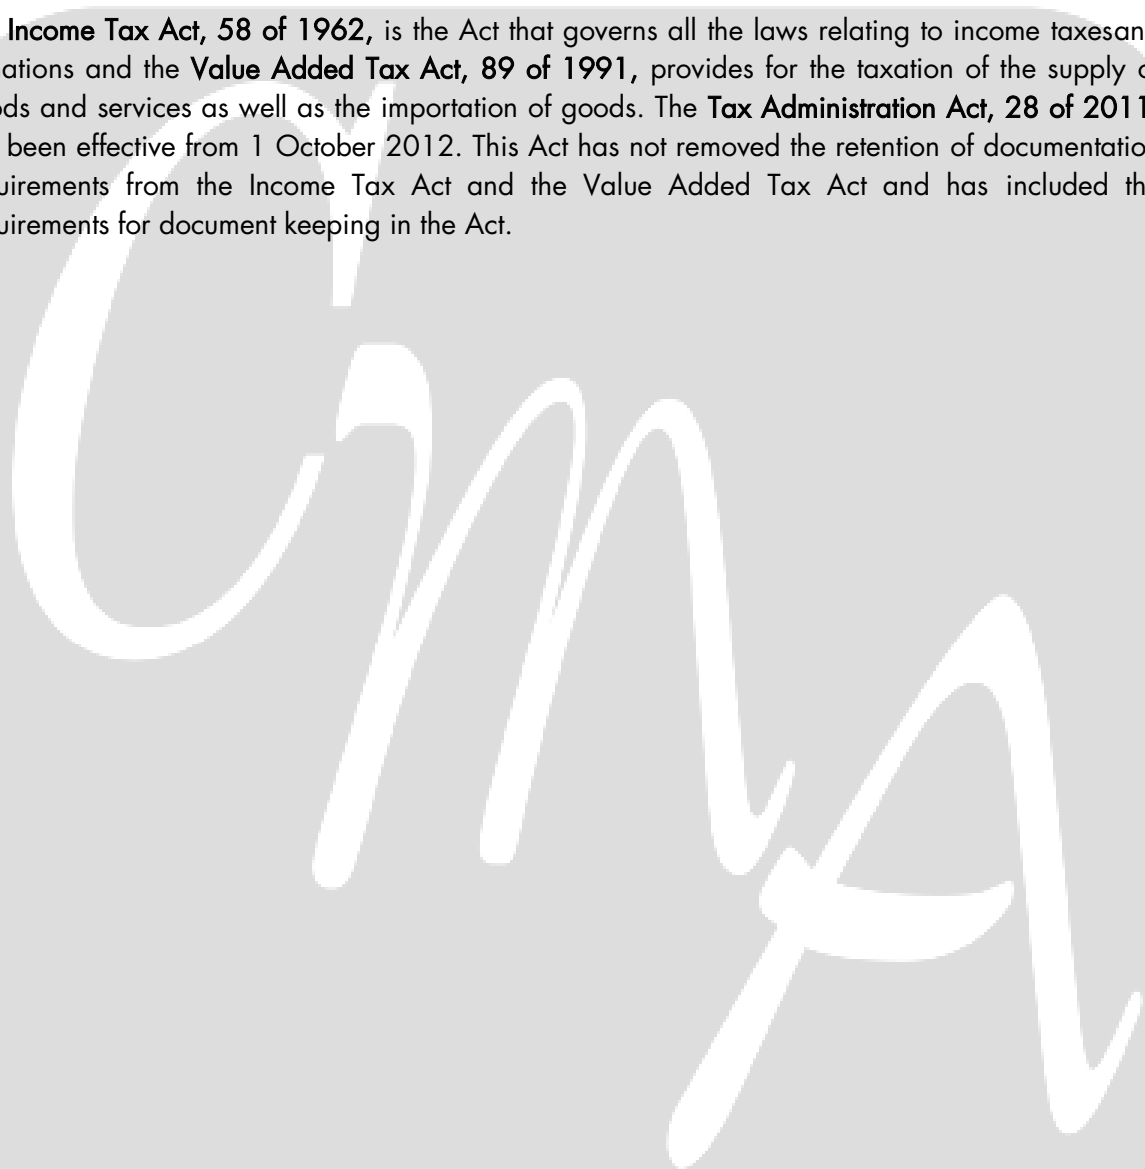 Income Tax Act, 58 of 1962, is the Act that governs all the laws relating to income taxesan
ations and the Value Added Tax Act, 89 of 1991, provides for the taxation of the supply o
ds and services as well as the importation of goods. The Tax Administration Act, 28 of 2011
been effective from 1 October 2012. This Act has not removed the retention of documentatio
uirements from the Income Tax Act and the Value Added Tax Act and has included th
uirements for document keeping in the Act.
CMA